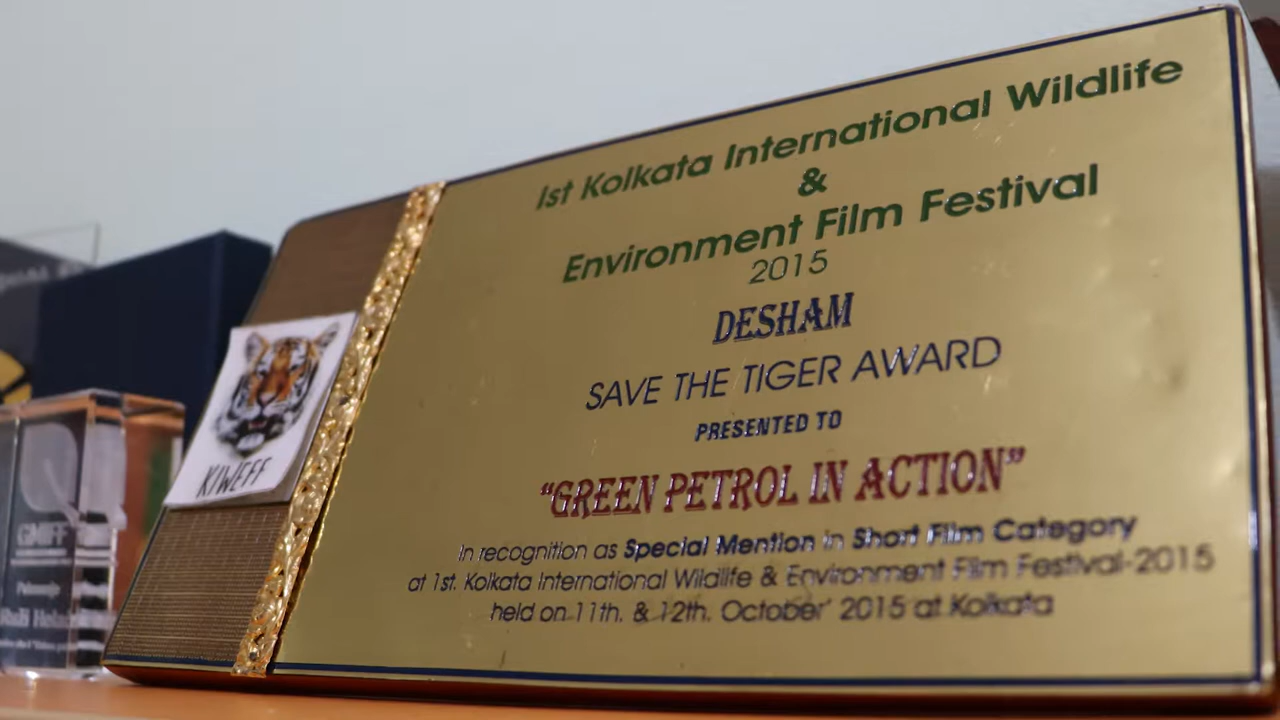 Ist Kolkata International Wildlife
&
Environment Film Festival
2015
DESHAM
SAVE THE TIGER AWARD
PRESENTED TO
"GREEN PETROL IN ACTION"
In recognition as Special Mention in Short Film Category
at 1st. Kolkata International Wildlife & Environment Film Festival-2015
held on 11th. & 12th. October' 2015 at Kolkata
KIWEFF
GMIFF